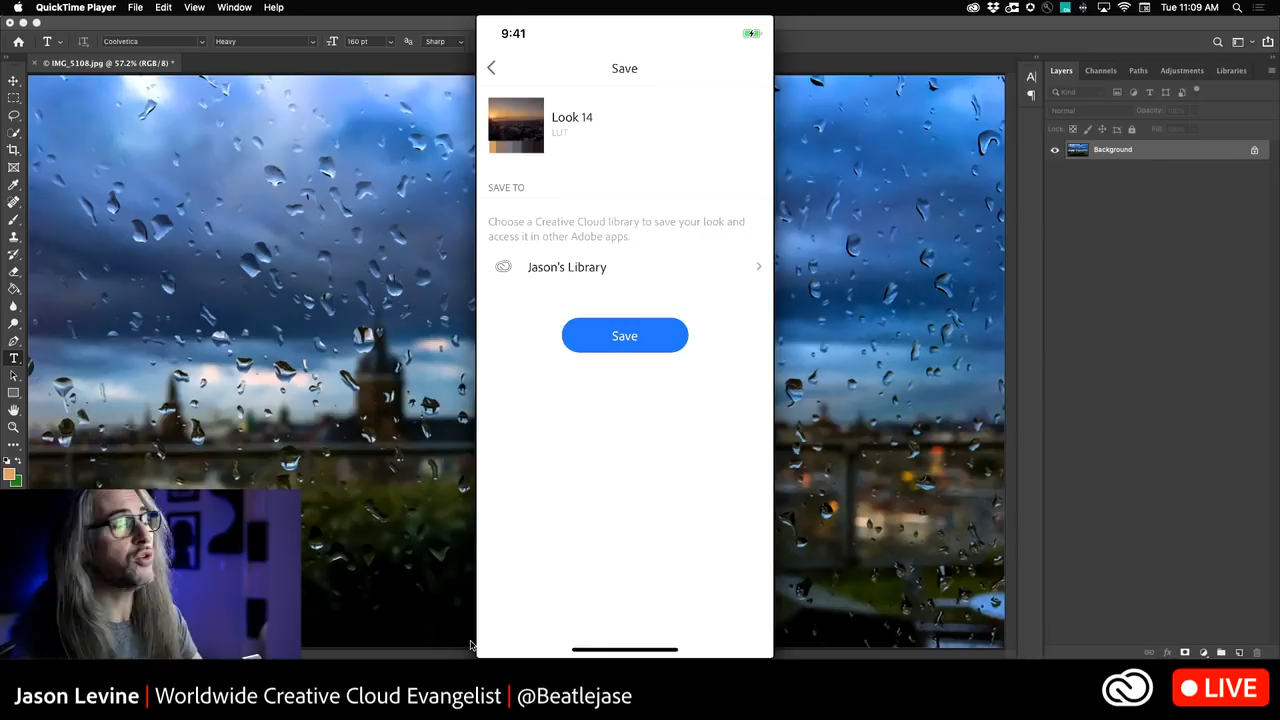 QuickTime Player File Edit View Window Help
Tue 11:09 AM
Coolvetica Heavy 160 pt Sharp
© IMG_5108.jpg @ 57.2% (RGB/8) *
9:41
Save
Look 14
LUT
SAVE TO
Choose a Creative Cloud library to save your look and
access it in other Adobe apps.
Jason's Library
Save
Layers Channels Paths Adjustments Libraries
Kind
Normal Opacity: 100%
Lock: Fill: 100%
Background
Jason Levine | Worldwide Creative Cloud Evangelist | @Beatlejase
LIVE